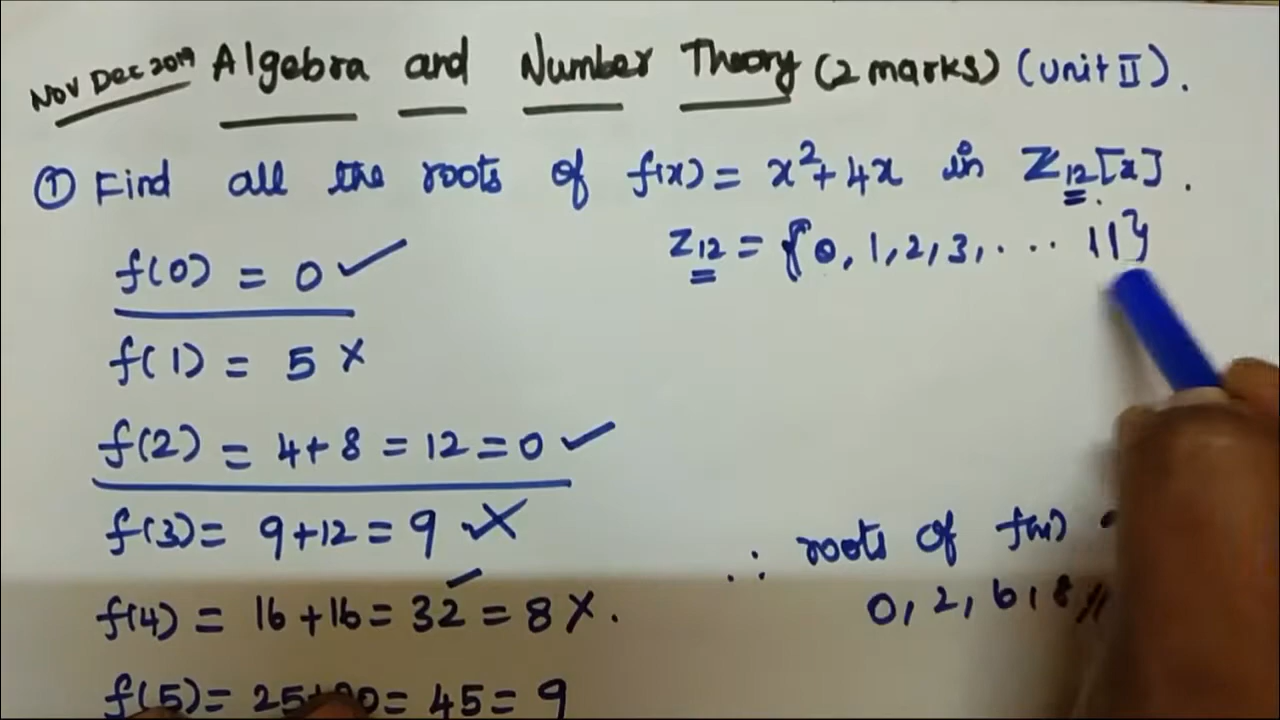 Nov Dec 2019 Algebra and Number Theory (2 marks) (Unit II).
① Find all the roots of f(x) = x²+4x in Z₁₂[x].
Z₁₂ = {0, 1, 2, 3, ... 11}
f(0) = 0 ✓
f(1) = 5 ×
f(2) = 4+8 = 12 = 0 ✓
f(3) = 9+12 = 9 ×
f(4) = 16+16 = 32 = 8 ×.
f(5) = 25+20 = 45 = 9
∴ roots of f(x)
0, 2, 6, 8//